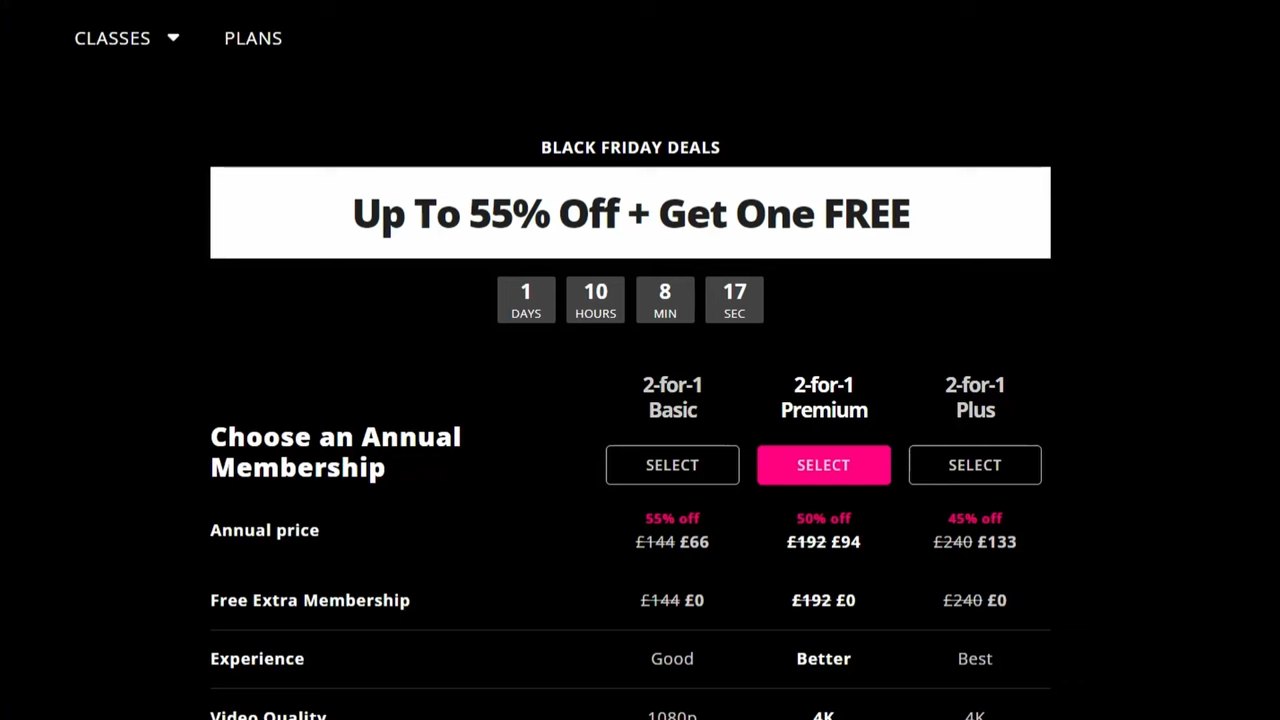 CLASSES PLANS
BLACK FRIDAY DEALS
Up To 55% Off + Get One FREE
1 10 8 17
DAYS HOURS MIN SEC
2-for-1 2-for-1 2-for-1
Basic Premium Plus
Choose an Annual
Membership
SELECT SELECT SELECT
55% off 50% off 45% off
Annual price £144 £66 £192 £94 £240 £133
Free Extra Membership £144 £0 £192 £0 £240 £0
Experience Good Better Best
Video Quality 1080p 4K 4K